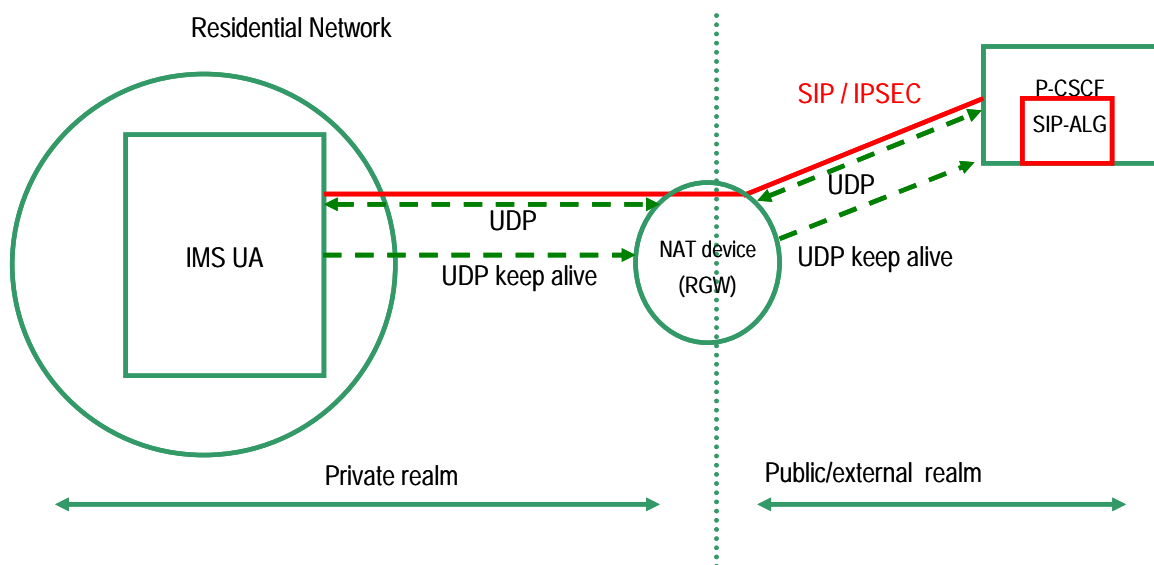 Residential Network
SIP / IPSEC
P-CSCF
SIP-ALG
UDP
UDP
IMS UA
NAT device
(RGW)
UDP keep alive
UDP keep alive
Private realm
Public/external realm